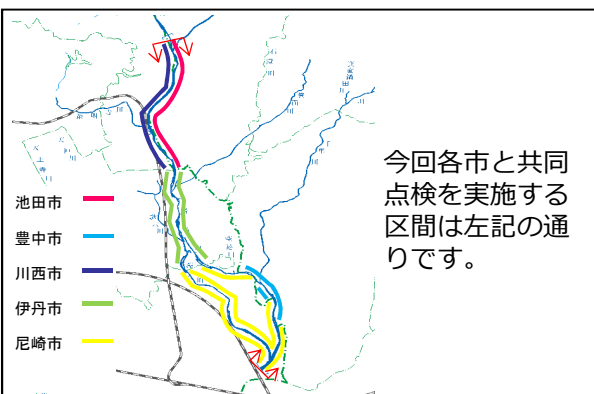 池田市
豊中市
川西市
伊丹市
尼崎市
今回各市と共同
点検を実施する
区間は左記の通
りです。